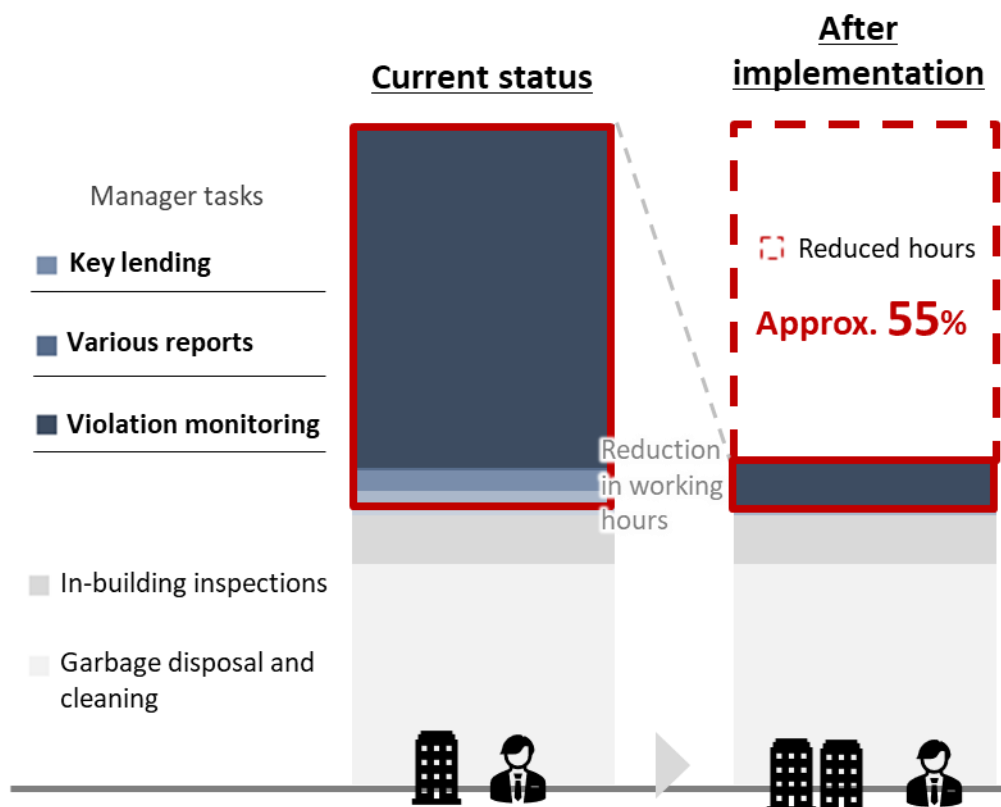 Current status
After
implementation
Manager tasks
Key lending
Various reports
Violation monitoring
Reduced hours
Approx. 55%
Reduction
in working
hours
In-building inspections
Garbage disposal and
cleaning